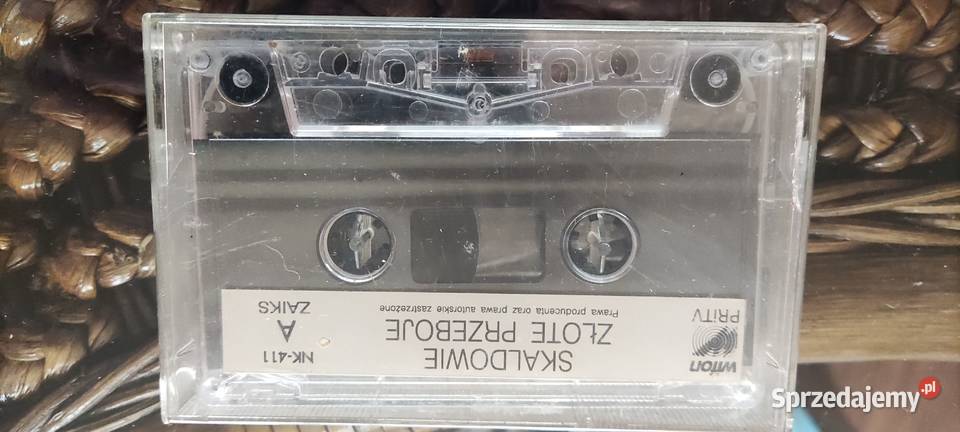 wifon
PRiTV
SKALDOWIE
ZŁOTE PRZEBOJE
Prawa producenta oraz prawa autorskie zastrzeżone
NK-411
A
ZAIKS
Sprzedajemy.pl